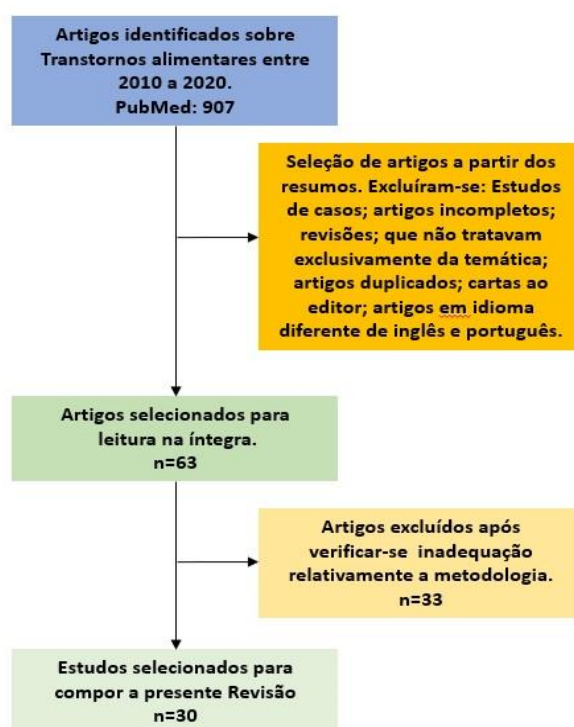 Artigos identificados sobre
Transtornos alimentares entre
2010 a 2020.
PubMed: 907
Seleção de artigos a partir dos
resumos. Excluíram-se: Estudos
de casos; artigos incompletos;
revisões; que não tratavam
exclusivamente da temática;
artigos duplicados; cartas ao
editor; artigos em idioma
diferente de inglês e português.
Artigos selecionados para
leitura na íntegra.
n=63
Artigos excluídos após
verificar-se inadequação
relativamente a metodologia.
n=33
Estudos selecionados para
compor a presente Revisão
n=30